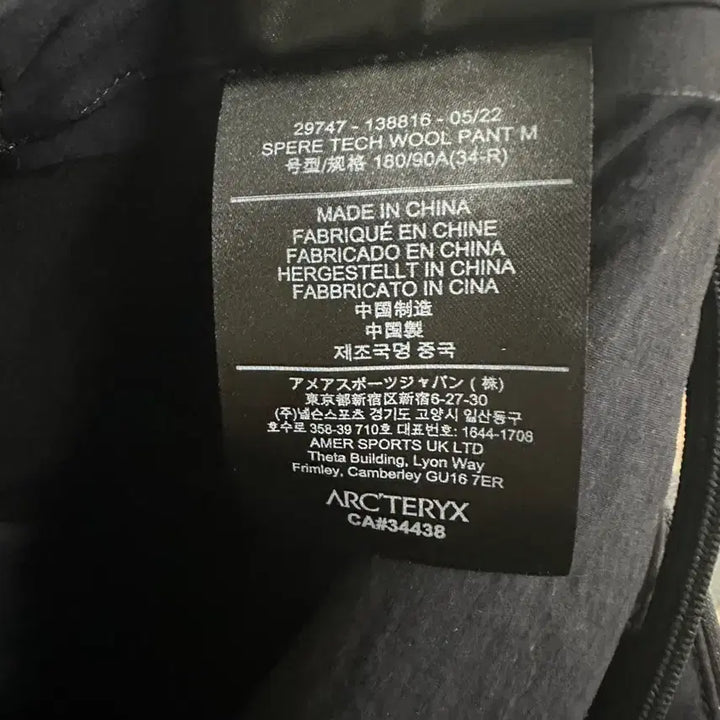 29747 - 138816 - 05/22
SPERE TECH WOOL PANT M
号型/规格 180/90A(34-R)
MADE IN CHINA
FABRIQUÉ EN CHINE
FABRICADO EN CHINA
HERGESTELLT IN CHINA
FABBRICATO IN CINA
中国制造
中国製
제조국명 중국
アメアスポーツジャパン (株)
東京都新宿区新宿6-27-30
(주)넬슨스포츠 경기도 고양시 일산동구
호수로 358-39 710호 대표번호: 1644-1708
AMER SPORTS UK LTD
Theta Building, Lyon Way
Frimley, Camberley GU16 7ER
ARC'TERYX
CA#34438